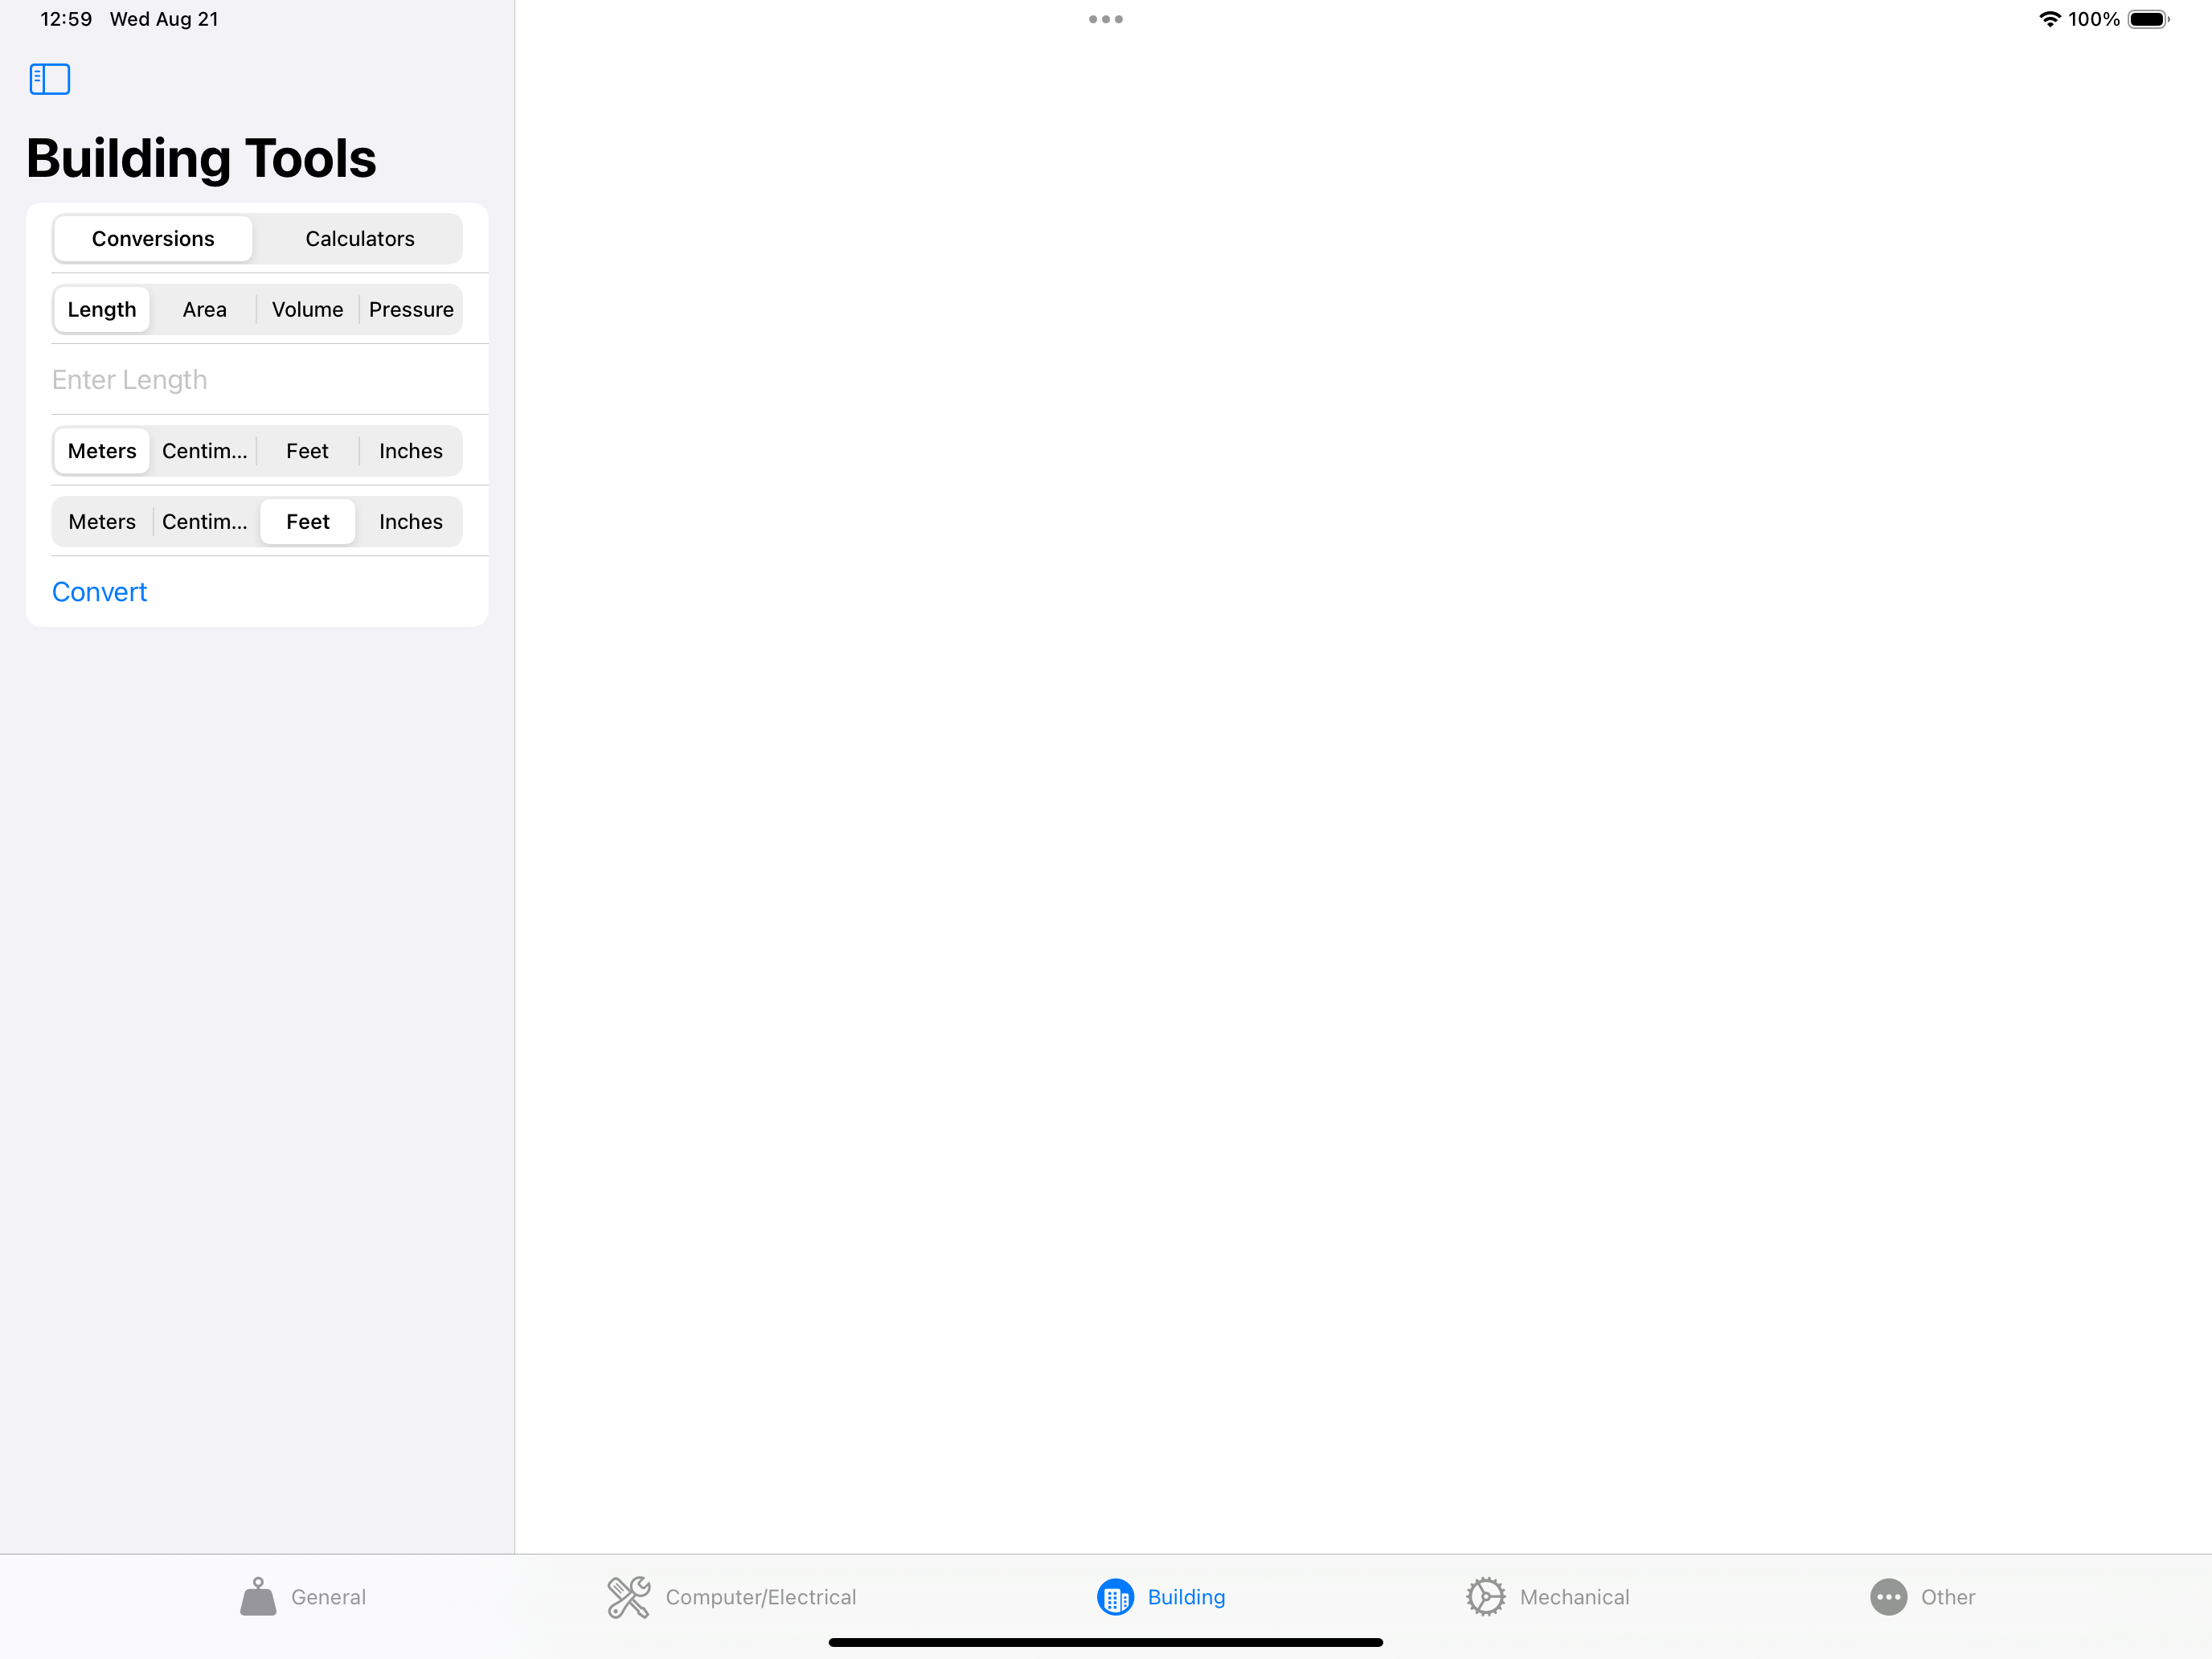 12:59 Wed Aug 21
100%
Building Tools
Conversions Calculators
Length Area Volume Pressure
Enter Length
Meters Centim... Feet Inches
Meters Centim... Feet Inches
Convert
General Computer/Electrical Building Mechanical Other